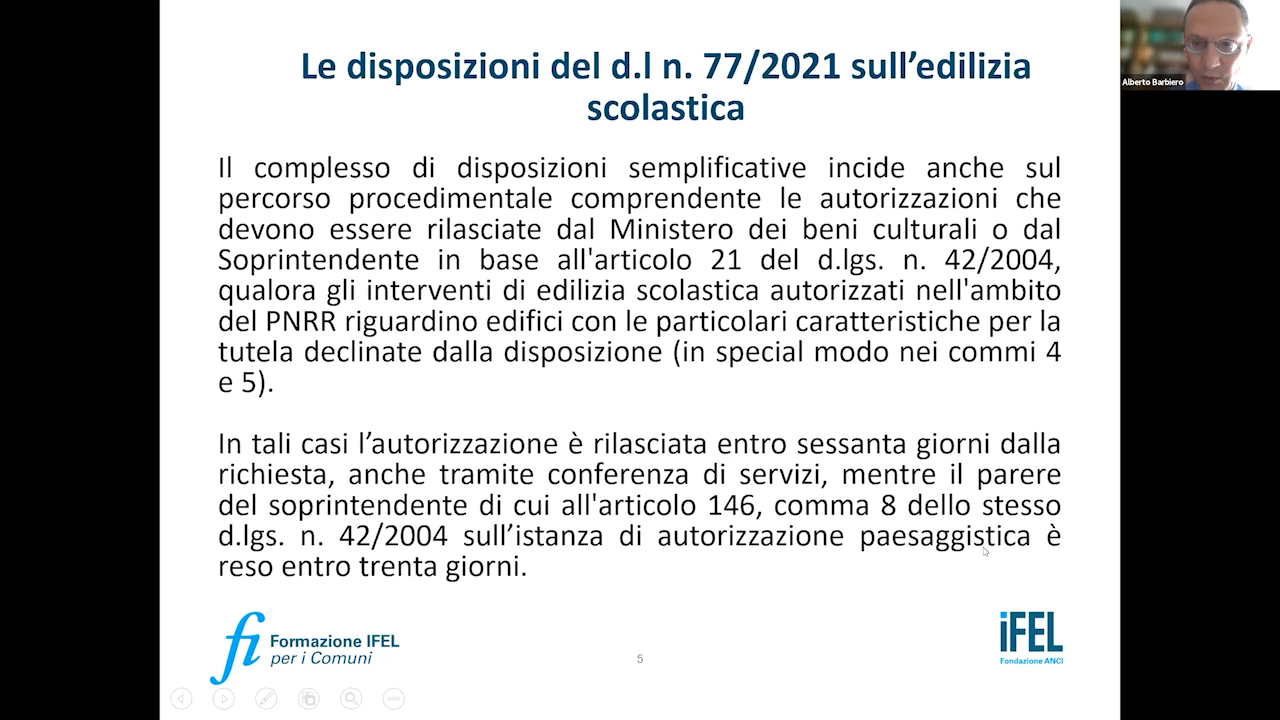 Le disposizioni del d.l n. 77/2021 sull’edilizia
scolastica
Alberto Barbiero
Il complesso di disposizioni semplificative incide anche sul
percorso procedimentale comprendente le autorizzazioni che
devono essere rilasciate dal Ministero dei beni culturali o dal
Soprintendente in base all'articolo 21 del d.lgs. n. 42/2004,
qualora gli interventi di edilizia scolastica autorizzati nell'ambito
del PNRR riguardino edifici con le particolari caratteristiche per la
tutela declinate dalla disposizione (in special modo nei commi 4
e 5).
In tali casi l’autorizzazione è rilasciata entro sessanta giorni dalla
richiesta, anche tramite conferenza di servizi, mentre il parere
del soprintendente di cui all'articolo 146, comma 8 dello stesso
d.lgs. n. 42/2004 sull’istanza di autorizzazione paesaggistica è
reso entro trenta giorni.
fi
Formazione IFEL
per i Comuni
5
iFEL
Fondazione ANCI